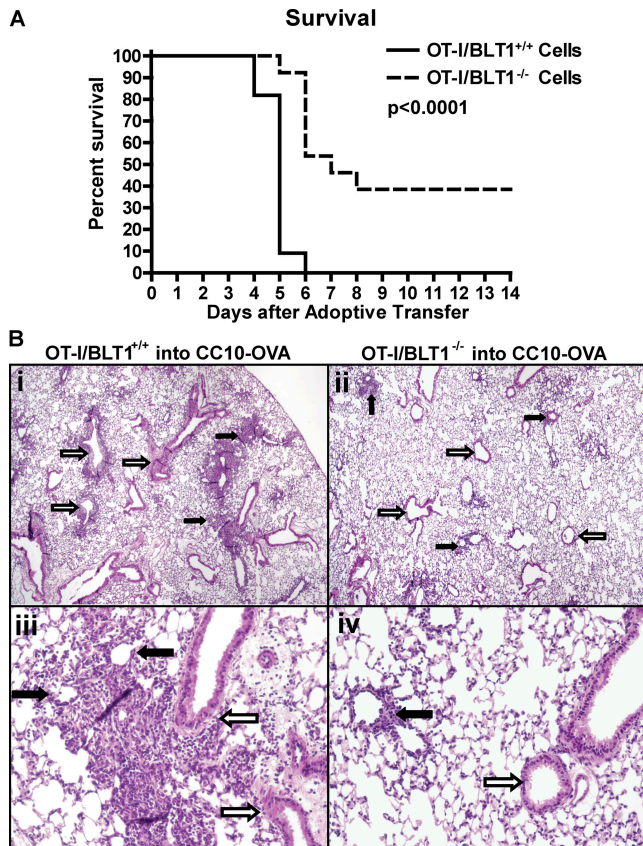 A
Survival
OT-I/BLT1+/+ Cells
OT-I/BLT1-/- Cells
p<0.0001
Percent survival
100
90
80
70
60
50
40
30
20
10
0
0 1 2 3 4 5 6 7 8 9 10 11 12 13 14
Days after Adoptive Transfer
B
OT-I/BLT1+/+ into CC10-OVA
OT-I/BLT1-/- into CC10-OVA
i
ii
iii
iv